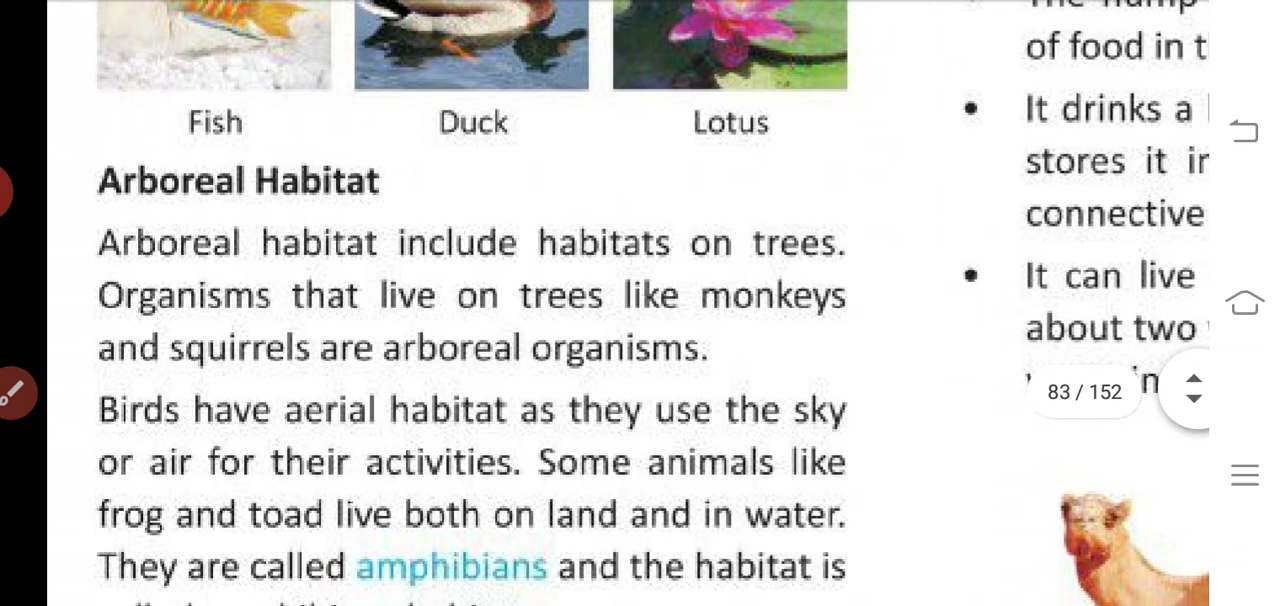 Fish Duck Lotus
Arboreal Habitat
Arboreal habitat include habitats on trees.
Organisms that live on trees like monkeys
and squirrels are arboreal organisms.
Birds have aerial habitat as they use the sky
or air for their activities. Some animals like
frog and toad live both on land and in water.
They are called amphibians and the habitat is
of food in t
• It drinks a
stores it in
connective
• It can live
about two
83 / 152